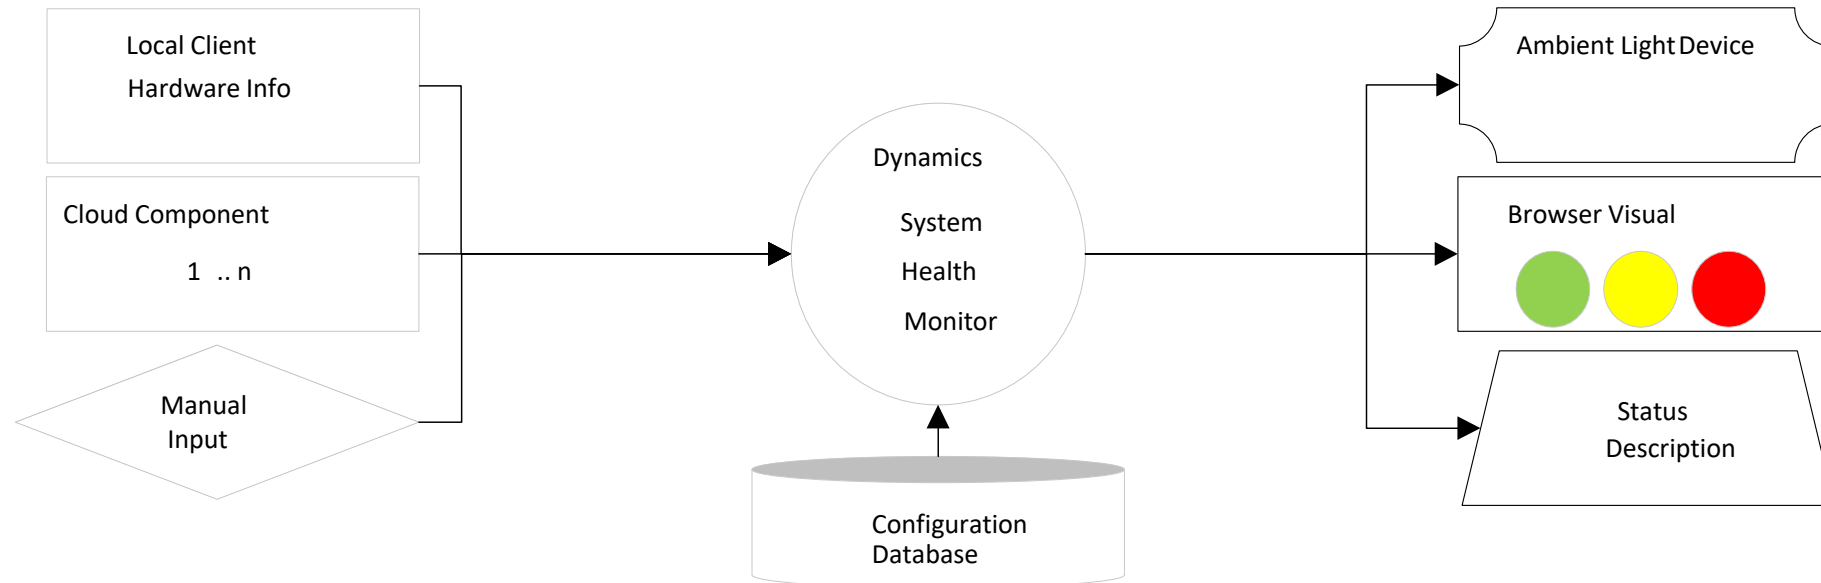 Local Client
Hardware Info
Cloud Component
1 .. n
Manual
Input
Dynamics
System
Health
Monitor
Configuration
Database
Ambient Light Device
Browser Visual
Status
Description